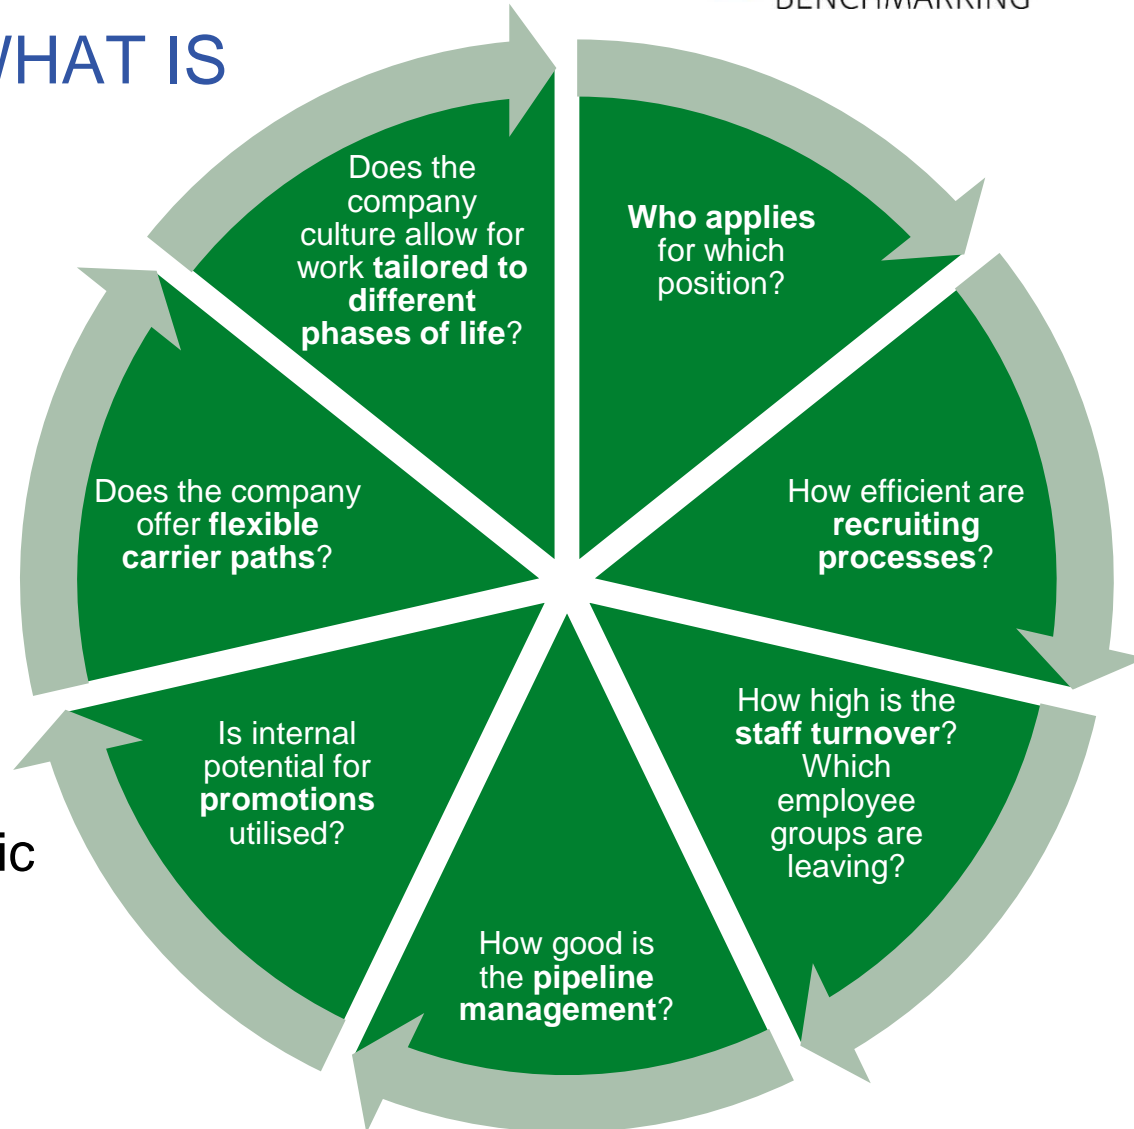 BENCHMARKING
WHAT IS
Does the
company
culture allow for
work tailored to
different
phases of life?
Who applies
for which
position?
How efficient are
recruiting
processes?
How high is the
staff turnover?
Which
employee
groups are
leaving?
How good is
the pipeline
management?
Is internal
potential for
promotions
utilised?
Does the company
offer flexible
carrier paths?
ic